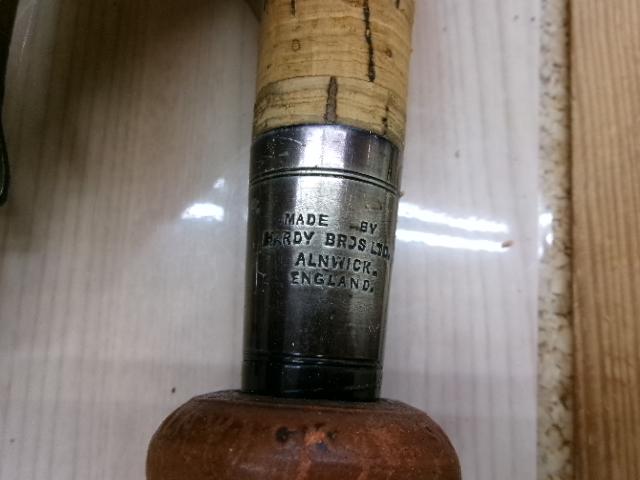 MADE BY
HARDY BROS LTD.
ALNWICK.
ENGLAND.